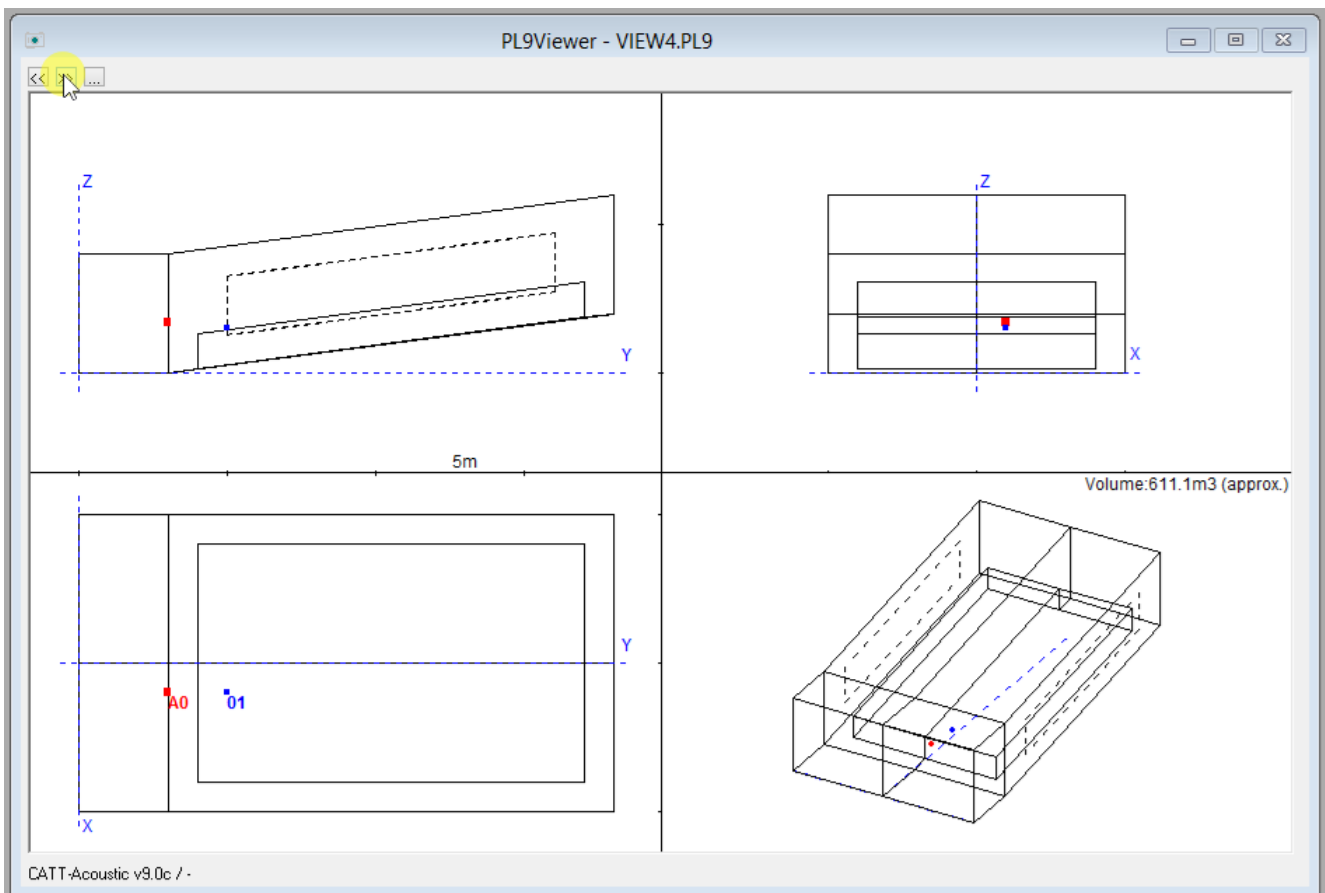 PL9Viewer - VIEW4.PL9
<< >> ...
Z
Y
Z
X
5m
Y
A0
01
X
Volume:611.1m3 (approx.)
CATT-Acoustic v9.0c / -